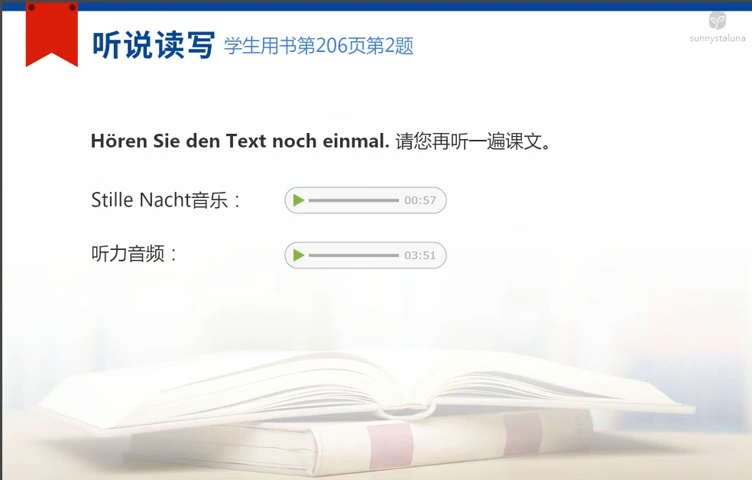 听说读写 学生用书第206页第2题
sunnystaluna
Hören Sie den Text noch einmal. 请您再听一遍课文。
Stille Nacht音乐： 00:57
听力音频： 03:51